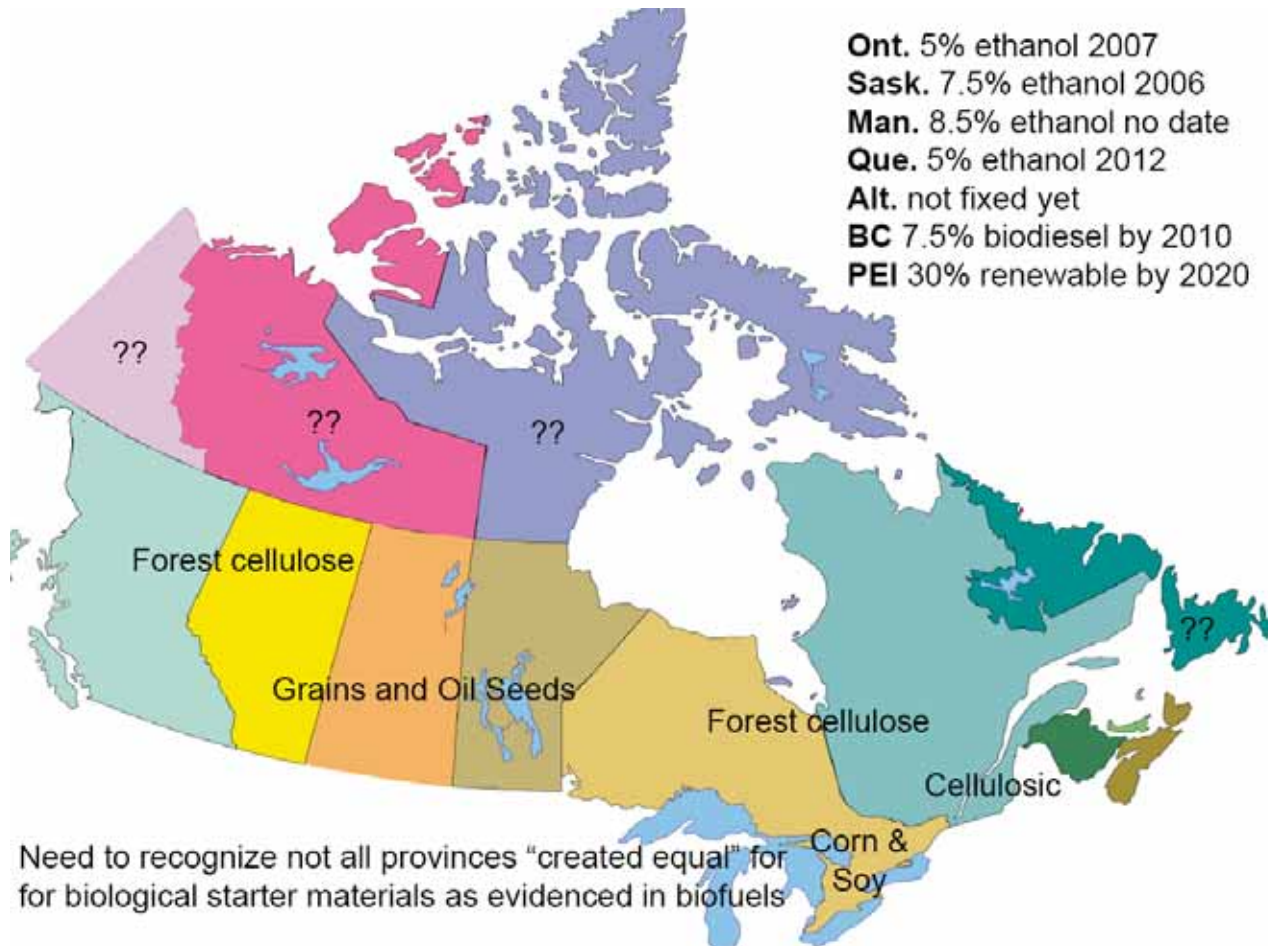 Ont. 5% ethanol 2007
Sask. 7.5% ethanol 2006
Man. 8.5% ethanol no date
Que. 5% ethanol 2012
Alt. not fixed yet
BC 7.5% biodiesel by 2010
PEI 30% renewable by 2020
??
??
??
Forest cellulose
??
Grains and Oil Seeds
Forest cellulose
Cellulosic
Corn &
Soy
Need to recognize not all provinces “created equal” for
for biological starter materials as evidenced in biofuels